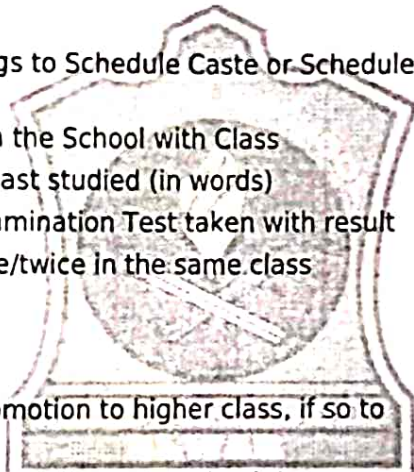 gs to Schedule Caste or Schedule
the School with Class
ast studied (in words)
mination Test taken with result
e/twice in the same class
motion to higher class, if so to